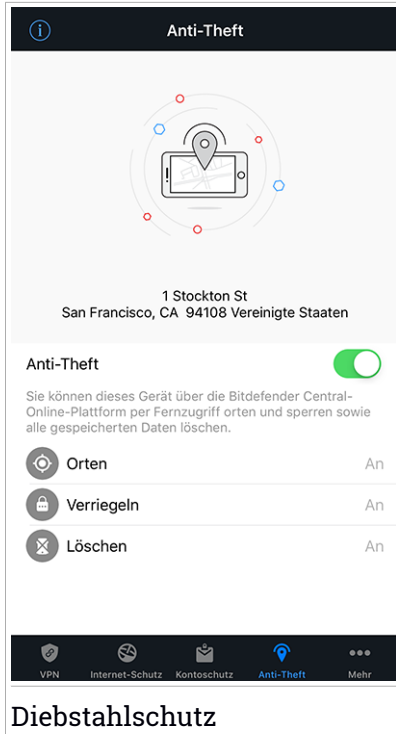 Anti-Theft
1 Stockton St
San Francisco, CA 94108 Vereinigte Staaten
Anti-Theft
Sie können dieses Gerät über die Bitdefender Central-
Online-Plattform per Fernzugriff orten und sperren sowie
alle gespeicherten Daten löschen.
Orten An
Verriegeln An
Löschen An
VPN Internet-Schutz Kontoschutz Anti-Theft Mehr
Diebstahlschutz